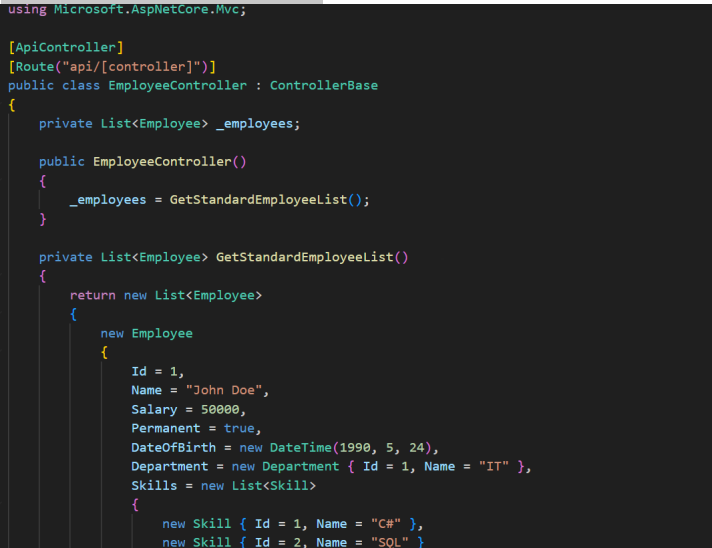 using Microsoft.AspNetCore.Mvc;
[ApiController]
[Route("api/[controller]")]
public class EmployeeController : ControllerBase
{
private List<Employee> _employees;
public EmployeeController()
{
_employees = GetStandardEmployeeList();
}
private List<Employee> GetStandardEmployeeList()
{
return new List<Employee>
{
new Employee
{
Id = 1,
Name = "John Doe",
Salary = 50000,
Permanent = true,
DateOfBirth = new DateTime(1990, 5, 24),
Department = new Department { Id = 1, Name = "IT" },
Skills = new List<Skill>
{
new Skill { Id = 1, Name = "C#" },
new Skill { Id = 2, Name = "SQL" }